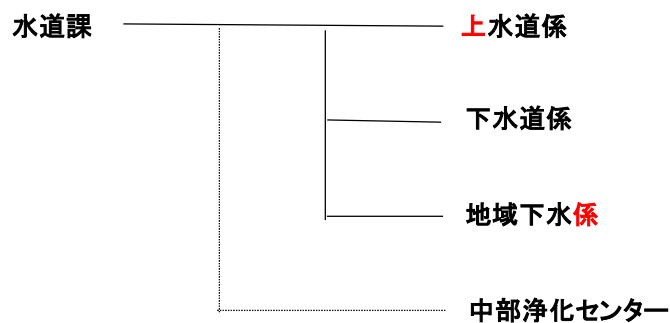 水道課
上水道係
下水道係
地域下水係
中部浄化センター